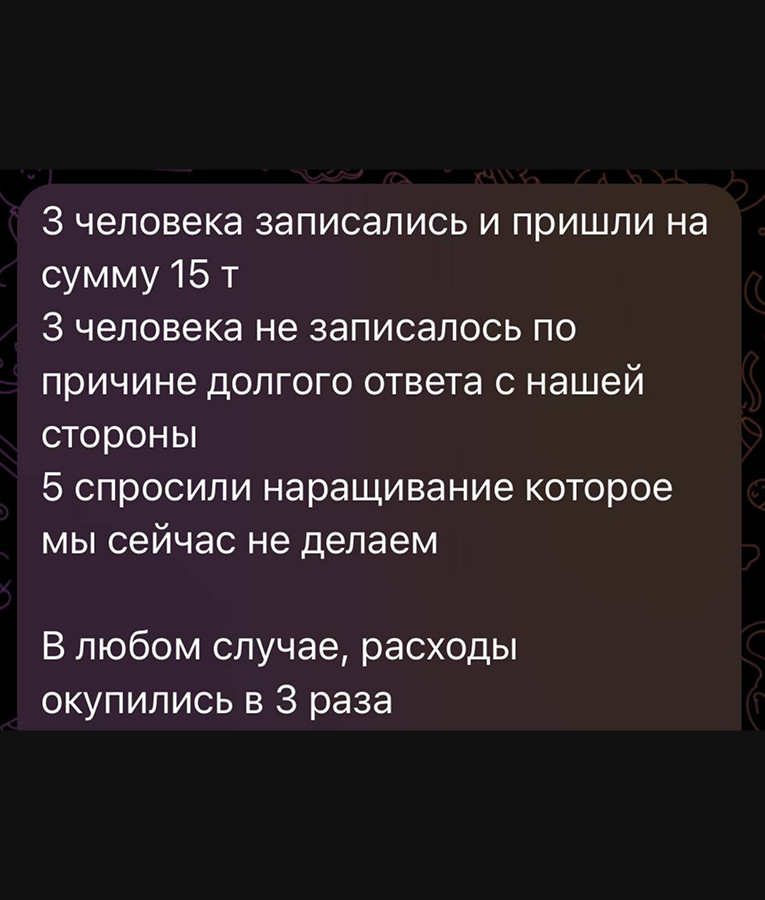 3 человека записались и пришли на
сумму 15 т
3 человека не записалось по
причине долгого ответа с нашей
стороны
5 спросили наращивание которое
мы сейчас не делаем
В любом случае, расходы
окупились в 3 раза